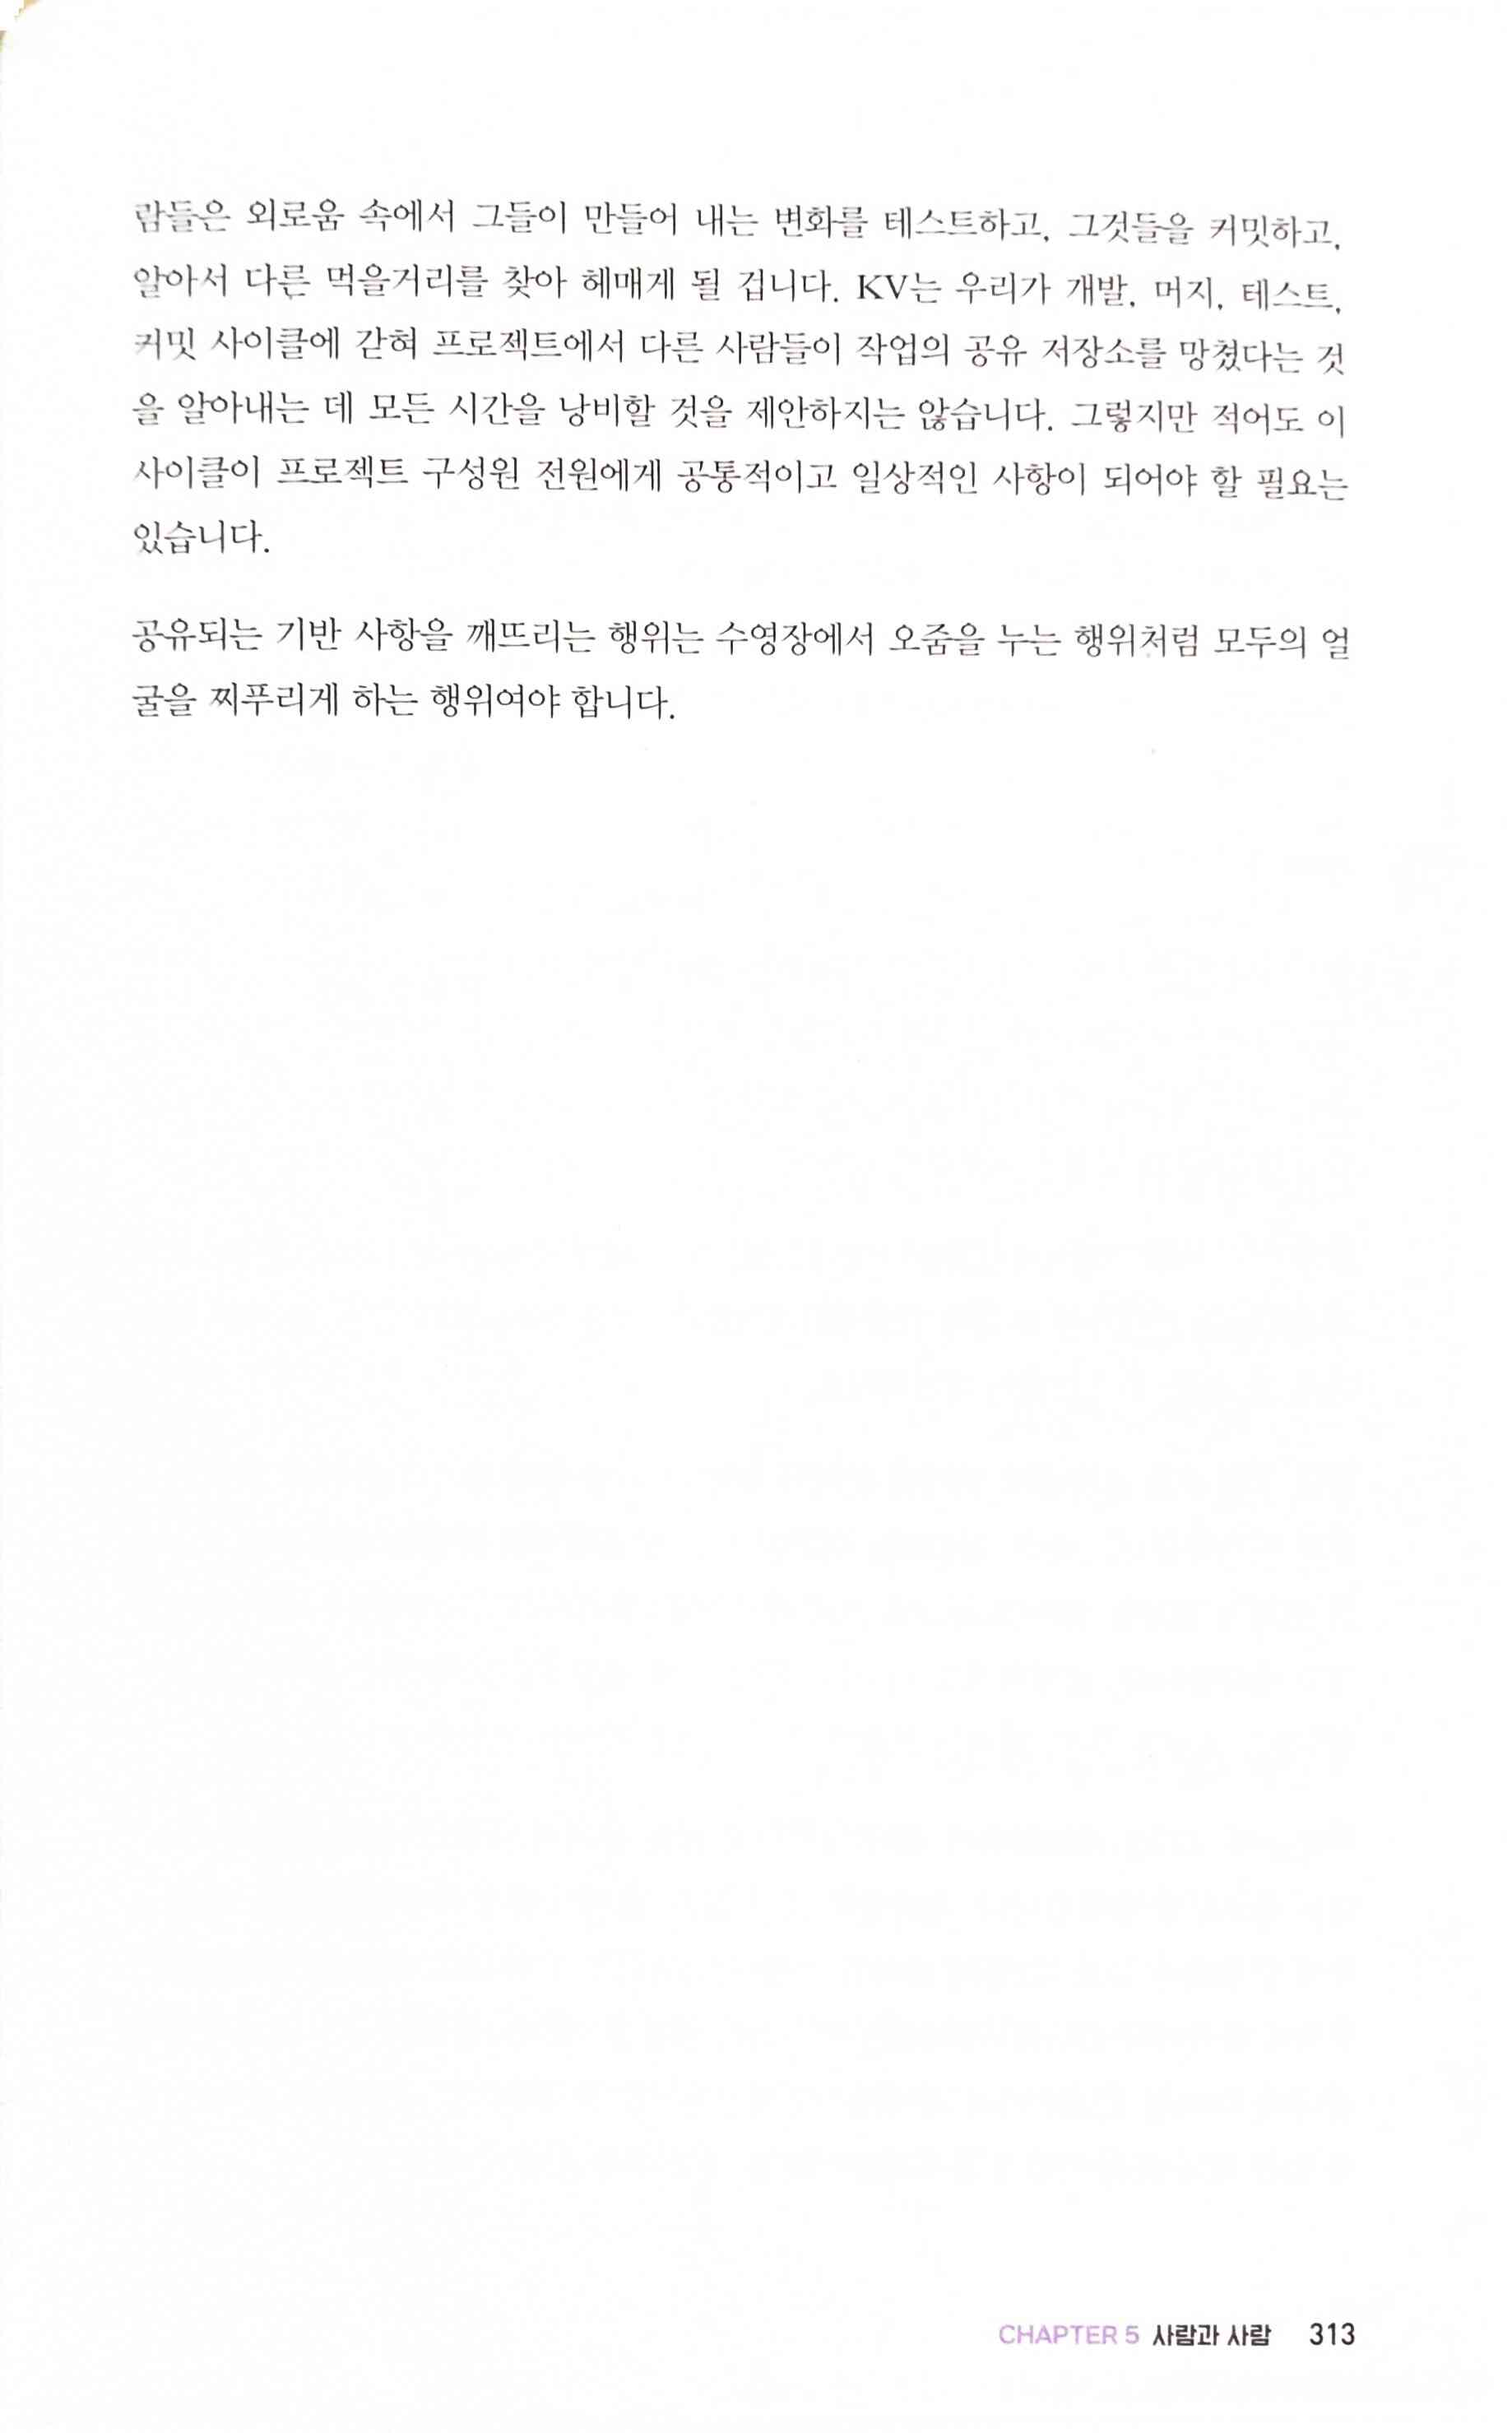 람들은 외로움 속에서 그들이 만들어 내는 변화를 테스트하고, 그것들을 커밋하고,
알아서 다른 먹을거리를 찾아 헤매게 될 겁니다. KV는 우리가 개발, 머지, 테스트,
커밋 사이클에 갇혀 프로젝트에서 다른 사람들이 작업의 공유 저장소를 망쳤다는 것
을 알아내는 데 모든 시간을 낭비할 것을 제안하지는 않습니다. 그렇지만 적어도 이
사이클이 프로젝트 구성원 전원에게 공통적이고 일상적인 사항이 되어야 할 필요는
있습니다.
공유되는 기반 사항을 깨뜨리는 행위는 수영장에서 오줌을 누는 행위처럼 모두의 얼
굴을 찌푸리게 하는 행위여야 합니다.
CHAPTER 5 사람과 사람 313